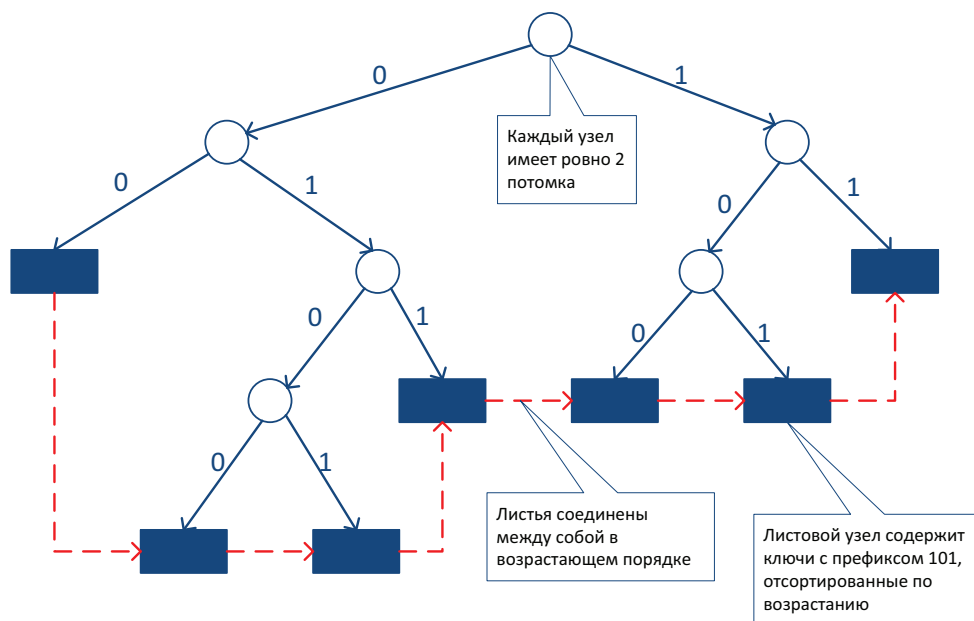 0
1
Каждый узел
имеет ровно 2
потомка
0
1
0
1
0
1
0
1
0
1
Листья соединены
между собой в
возрастающем порядке
Листовой узел содержит
ключи с префиксом 101,
отсортированные по
возрастанию